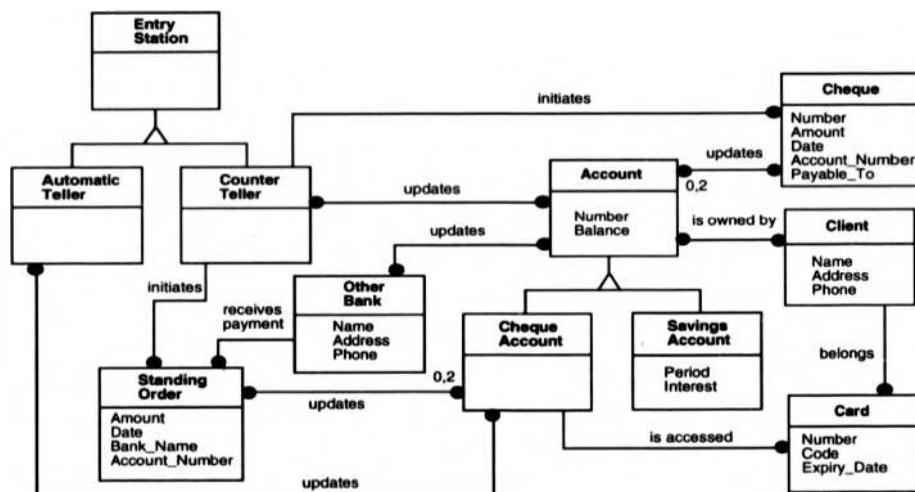 Entry
Station
initiates
Cheque
Number
Amount
Date
Account_Number
Payable_To
updates
0,2
Automatic
Teller
Counter
Teller
updates
Account
Number
Balance
is owned by
Client
Name
Address
Phone
updates
initiates
receives
payment
Other
Bank
Name
Address
Phone
Cheque
Account
Savings
Account
Period
Interest
belongs
Standing
Order
Amount
Date
Bank_Name
Account_Number
0,2
updates
is accessed
Card
Number
Code
Expiry_Date
updates